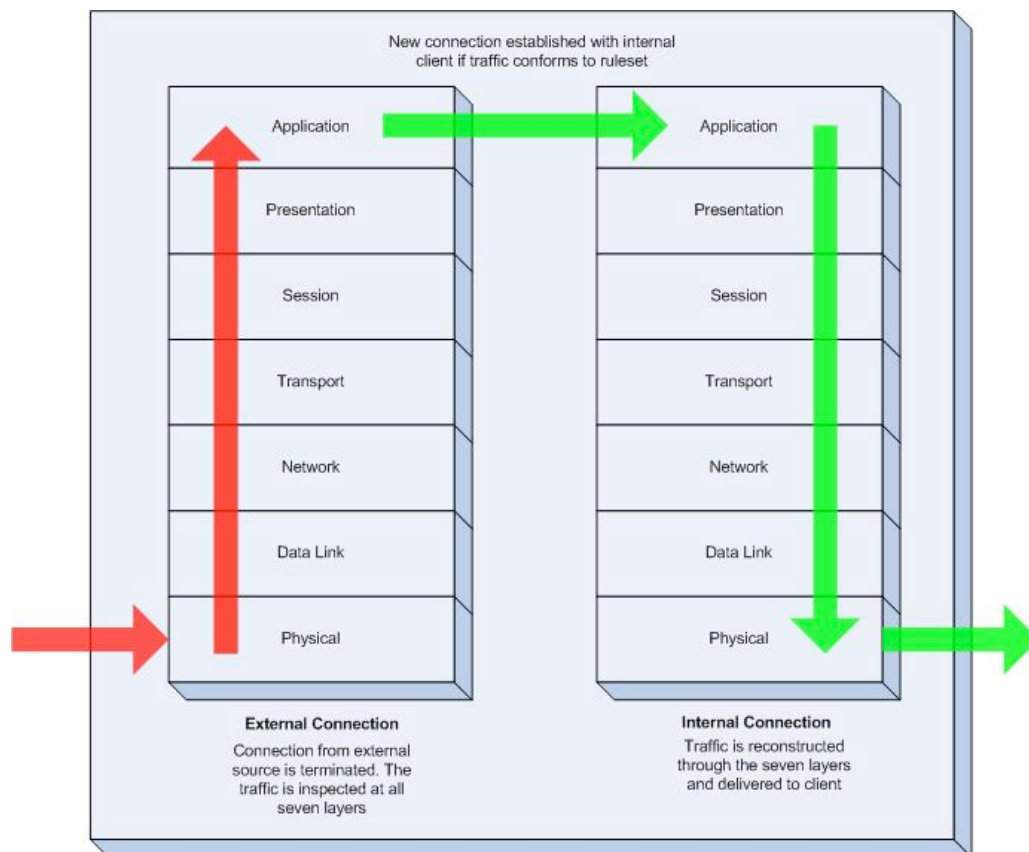 New connection established with internal
client if traffic conforms to ruleset
Application
Presentation
Session
Transport
Network
Data Link
Physical
External Connection
Connection from external
source is terminated. The
traffic is inspected at all
seven layers
Application
Presentation
Session
Transport
Network
Data Link
Physical
Internal Connection
Traffic is reconstructed
through the seven layers
and delivered to client